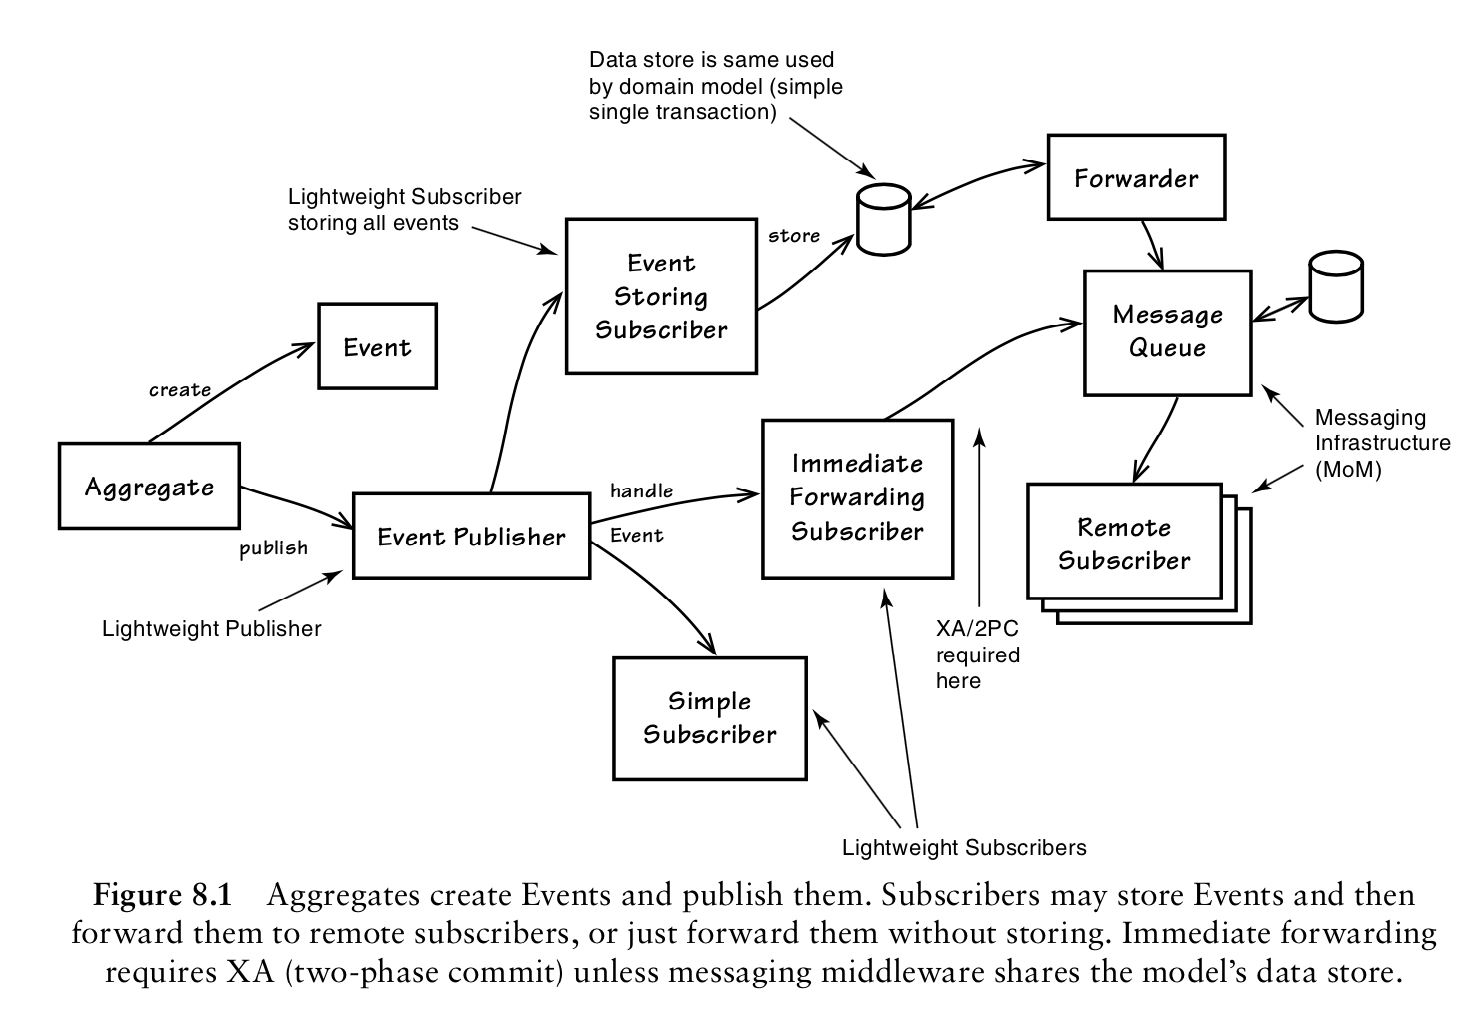 Data store is same used
by domain model (simple
single transaction)
Forwarder
Lightweight Subscriber
storing all events
store
Event
Storing
Subscriber
Message
Queue
Event
create
Messaging
Infrastructure
(MoM)
Aggregate
Immediate
Forwarding
Subscriber
handle
Event
Event Publisher
publish
Remote
Subscriber
Lightweight Publisher
XA/2PC
required
here
Simple
Subscriber
Lightweight Subscribers
Figure 8.1 Aggregates create Events and publish them. Subscribers may store Events and then
forward them to remote subscribers, or just forward them without storing. Immediate forwarding
requires XA (two-phase commit) unless messaging middleware shares the model’s data store.